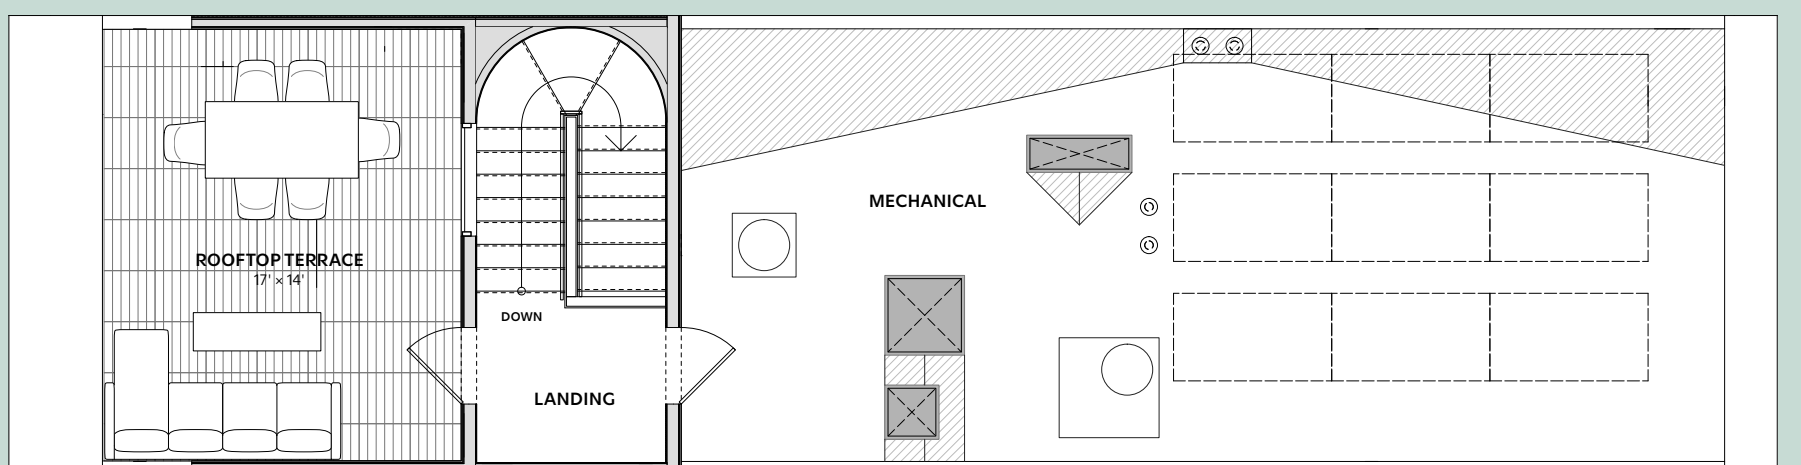 ROOFTOP TERRACE
17' × 14'
DOWN
LANDING
MECHANICAL